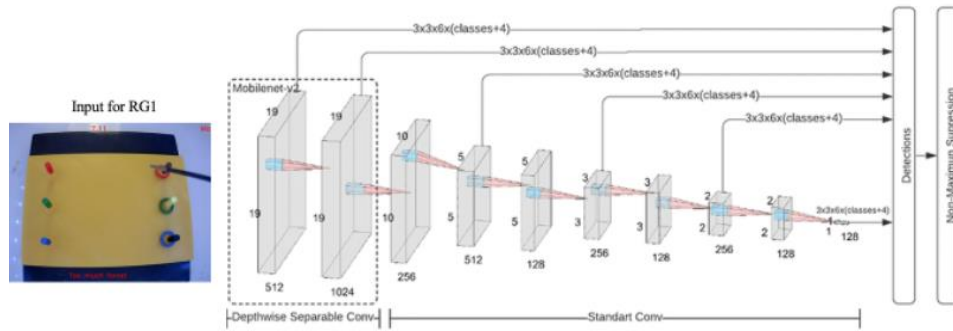 3x3x6x(classes+4)
3x3x6x(classes+4)
3x3x6x(classes+4)
3x3x6x(classes+4)
3x3x6x(classes+4)
3x3x6x(classes+4)
Mobilenet-v2
Input for RG1
19
19
512
19
19
1024
10
10
256
5
5
512
5
5
128
3
3
256
3
3
128
2
2
256
2
2
128
1
1
128
Detections
Non-Maximun Supression
Depthwise Separable Conv
Standart Conv